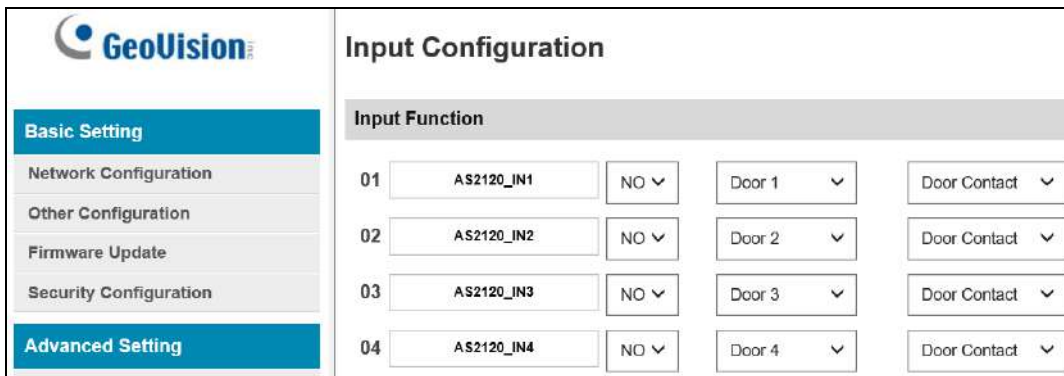 GeoVision
Input Configuration
Input Function
Basic Setting
Network Configuration
Other Configuration
Firmware Update
Security Configuration
Advanced Setting
01 AS2120_IN1 NO Door 1 Door Contact
02 AS2120_IN2 NO Door 2 Door Contact
03 AS2120_IN3 NO Door 3 Door Contact
04 AS2120_IN4 NO Door 4 Door Contact